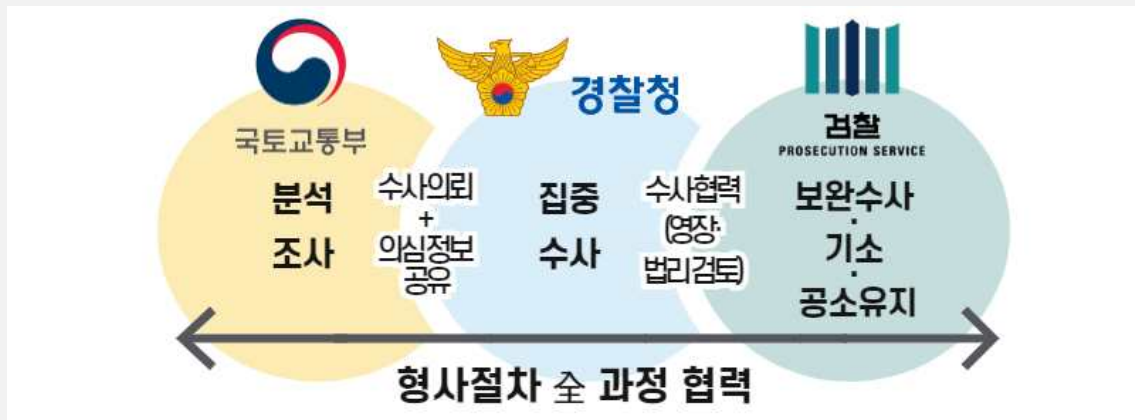 국토교통부
분석
조사
수사의뢰
+
의심정보
공유
경찰청
집중
수사
수사협력
(영장·
법리검토)
검찰
PROSECUTION SERVICE
보완수사
·
기소
·
공소유지
형사절차 全 과정 협력